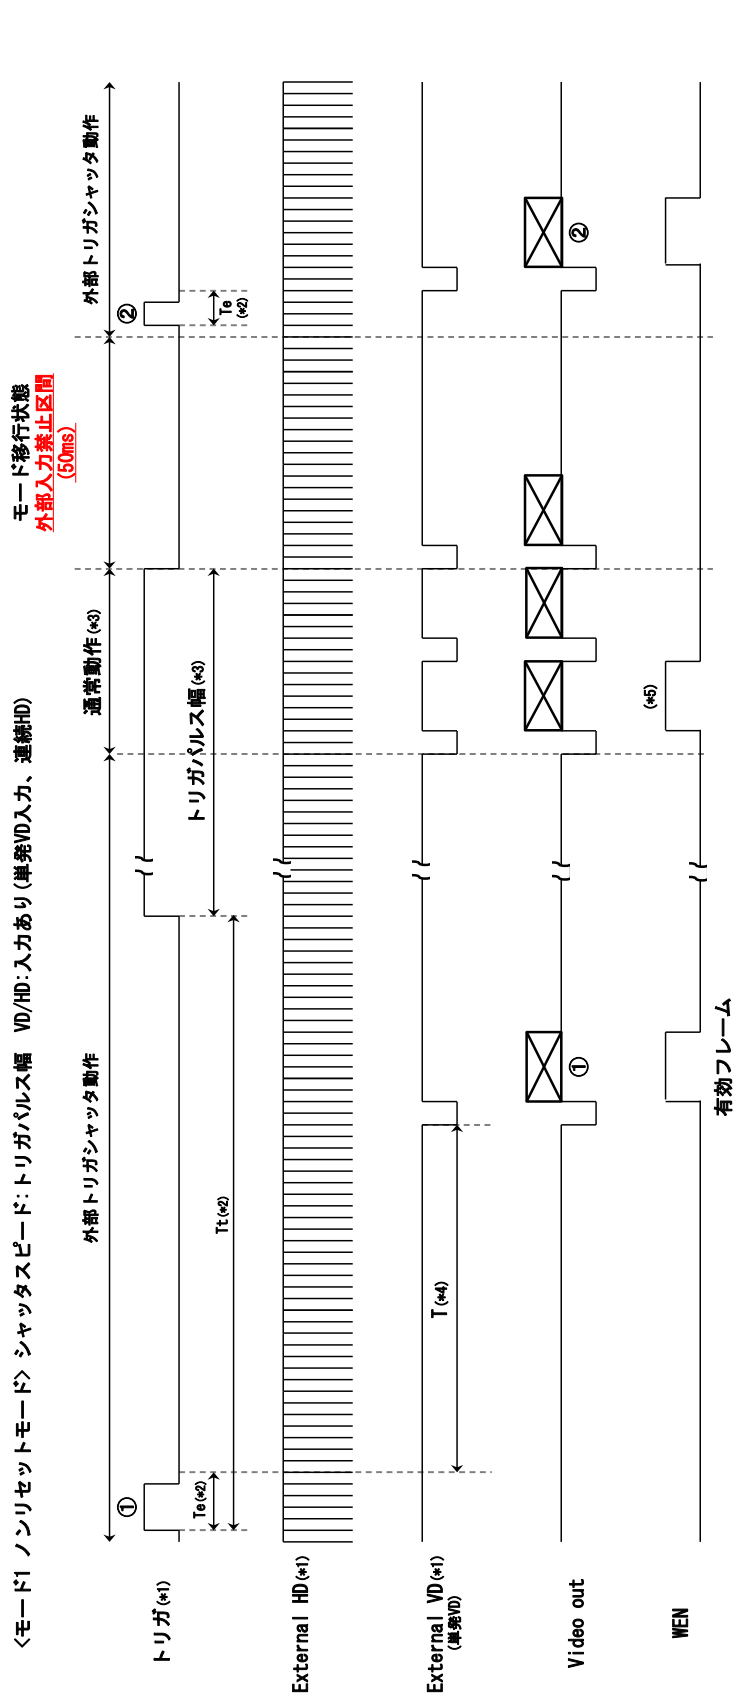 <モード1 ノンリセットモード> シャッタスピード:トリガパルス幅　VD/HD:入力あり(単発VD入力、連続HD)
モード移行状態
外部入力禁止区間
(50ms)
外部トリガシャッタ動作
通常動作(*3)
外部トリガシャッタ動作
トリガ(*1)
①
②
Te(*2)
Tt(*2)
トリガパルス幅(*3)
Te
(*2)
External HD(*1)
External VD(*1)
(単発VD)
T(*4)
Video out
①
②
WEN
(*5)
有効フレーム